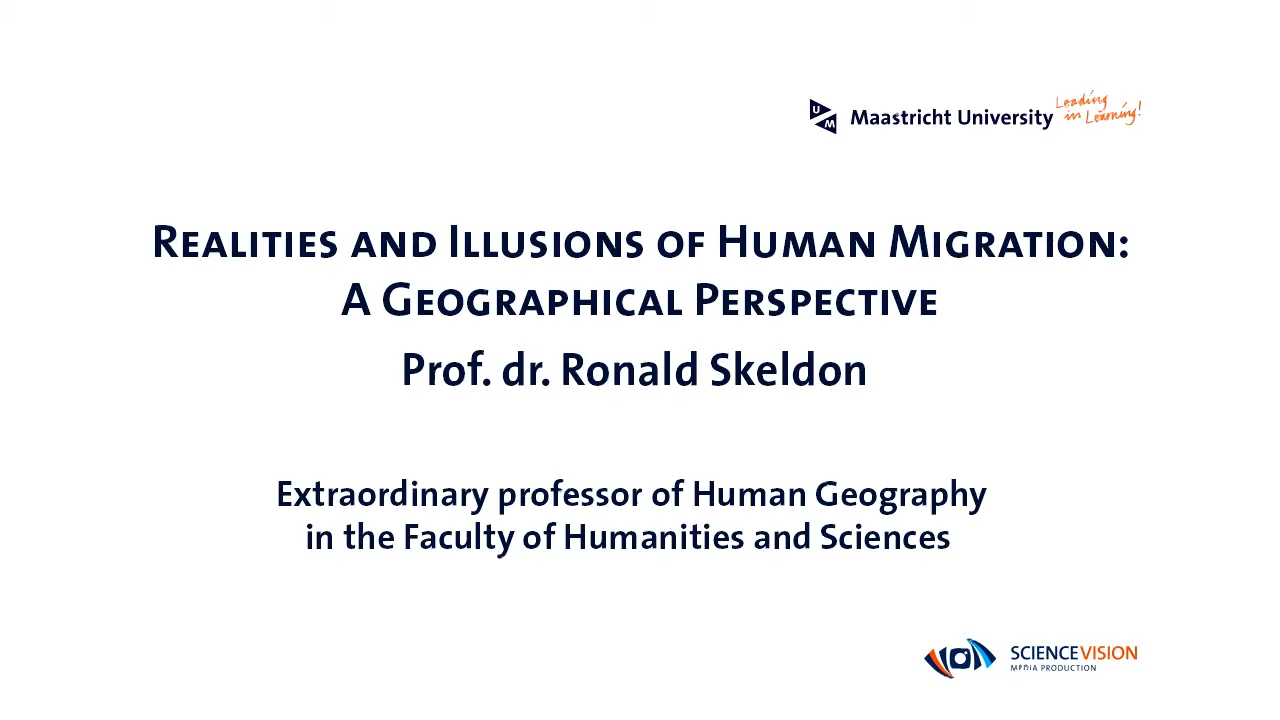 U
M
Maastricht University
Leading
in Learning!
REALITIES AND ILLUSIONS OF HUMAN MIGRATION:
A GEOGRAPHICAL PERSPECTIVE
Prof. dr. Ronald Skeldon
Extraordinary professor of Human Geography
in the Faculty of Humanities and Sciences
SCIENCEVISION
MEDIA PRODUCTION